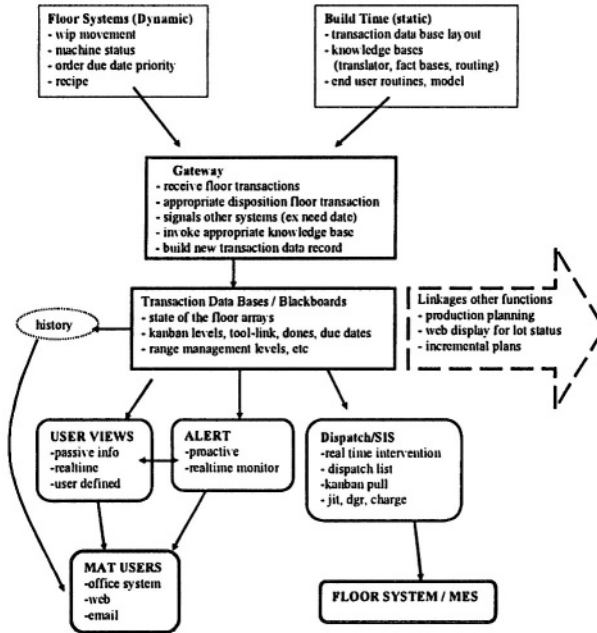 Floor Systems (Dynamic)
- wip movement
- machine status
- order due date priority
- recipe
Build Time (static)
- transaction data base layout
- knowledge bases
(translator, fact bases, routing)
- end user routines, model
Gateway
- receive floor transactions
- appropriate disposition floor transaction
- signals other systems (ex need date)
- invoke appropriate knowledge base
- build new transaction data record
Transaction Data Bases / Blackboards
- state of the floor arrays
- kanban levels, tool-link, dones, due dates
- range management levels, etc
Linkages other functions
- production planning
- web display for lot status
- incremental plans
history
USER VIEWS
-passive info
-realtime
-user defined
ALERT
-proactive
-realtime monitor
Dispatch/SIS
-real time intervention
- dispatch list
-kanban pull
-jit, dgr, charge
MAT USERS
-office system
-web
-email
FLOOR SYSTEM / MES